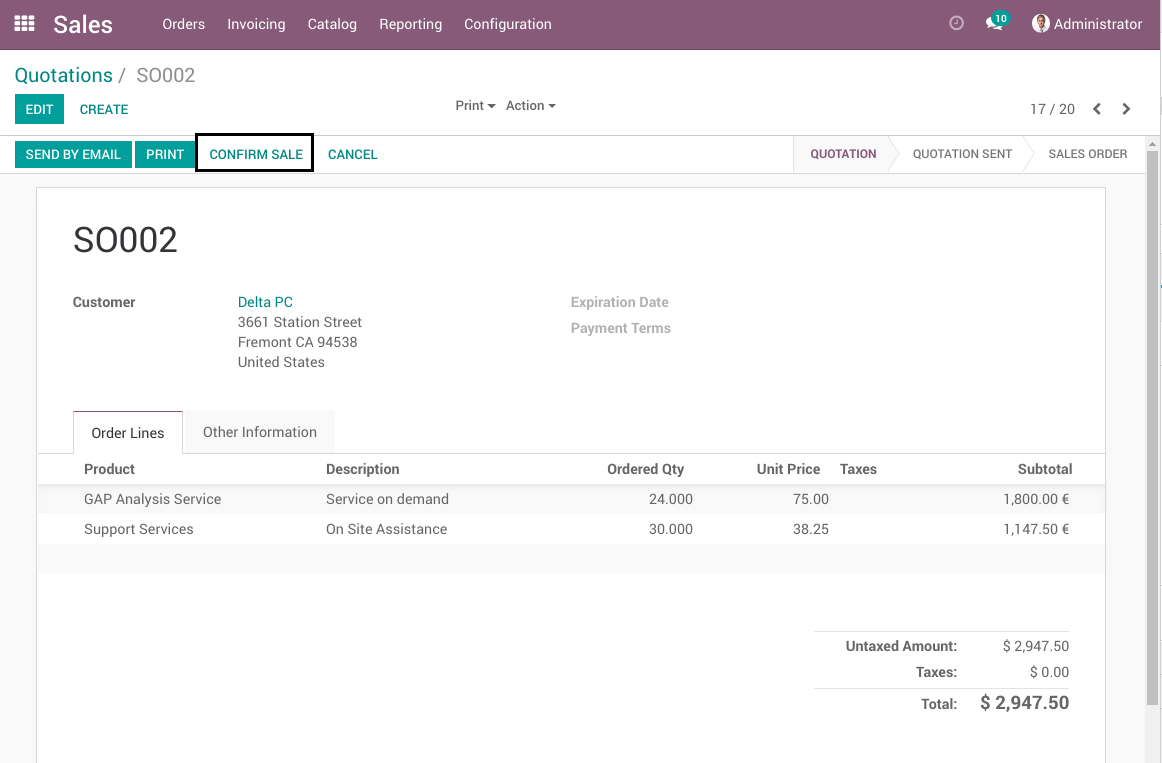 Sales Orders Invoicing Catalog Reporting Configuration 10 Administrator
Quotations / SO002
EDIT CREATE Print Action 17 / 20
SEND BY EMAIL PRINT CONFIRM SALE CANCEL QUOTATION QUOTATION SENT SALES ORDER
SO002
Customer Delta PC Expiration Date
3661 Station Street
Payment Terms
Fremont CA 94538
United States
Order Lines Other Information
Product Description Ordered Qty Unit Price Taxes Subtotal
GAP Analysis Service Service on demand 24.000 75.00 1,800.00 €
Support Services On Site Assistance 30.000 38.25 1,147.50 €
Untaxed Amount: $ 2,947.50
Taxes: $ 0.00
Total: $ 2,947.50